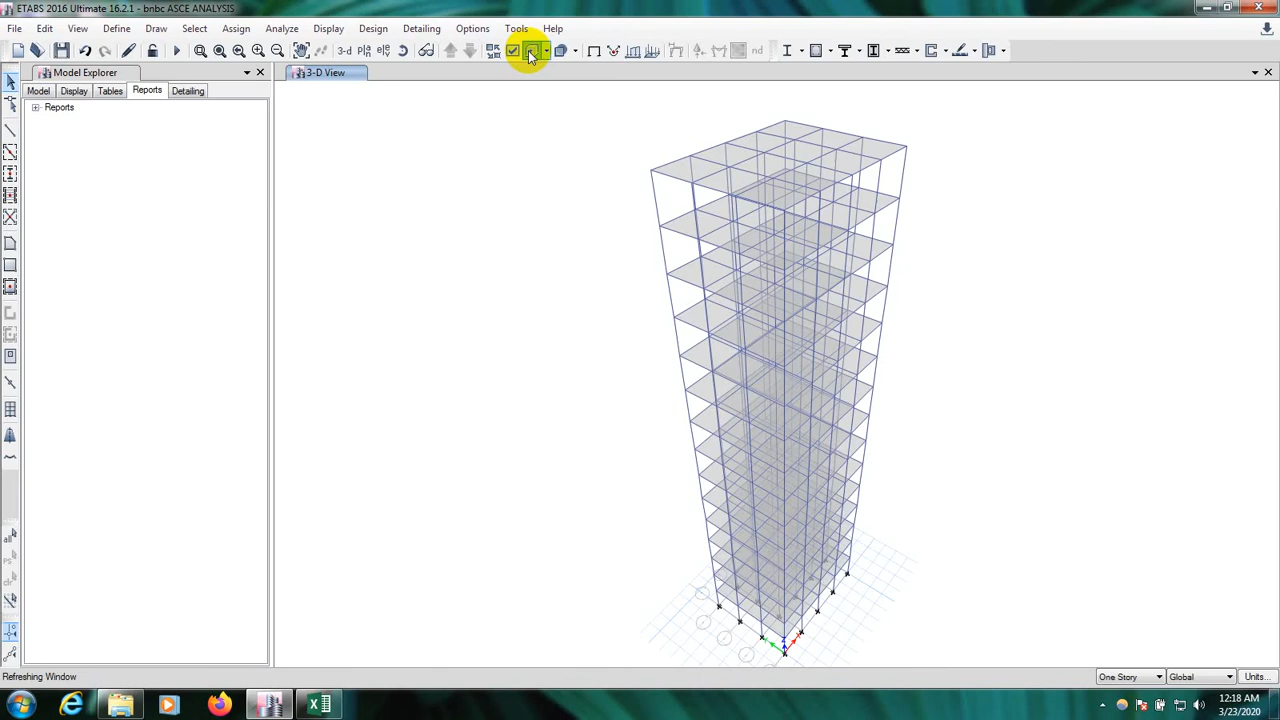 ETABS 2016 Ultimate 16.2.1 - bnbc ASCE ANALYSIS
File Edit View Define Draw Select Assign Analyze Display Design Detailing Options Tools Help
3-d nd
Model Explorer
3-D View
Model Display Tables Reports Detailing
Reports
Z
Refreshing Window
One Story Global Units...
12:18 AM
3/23/2020